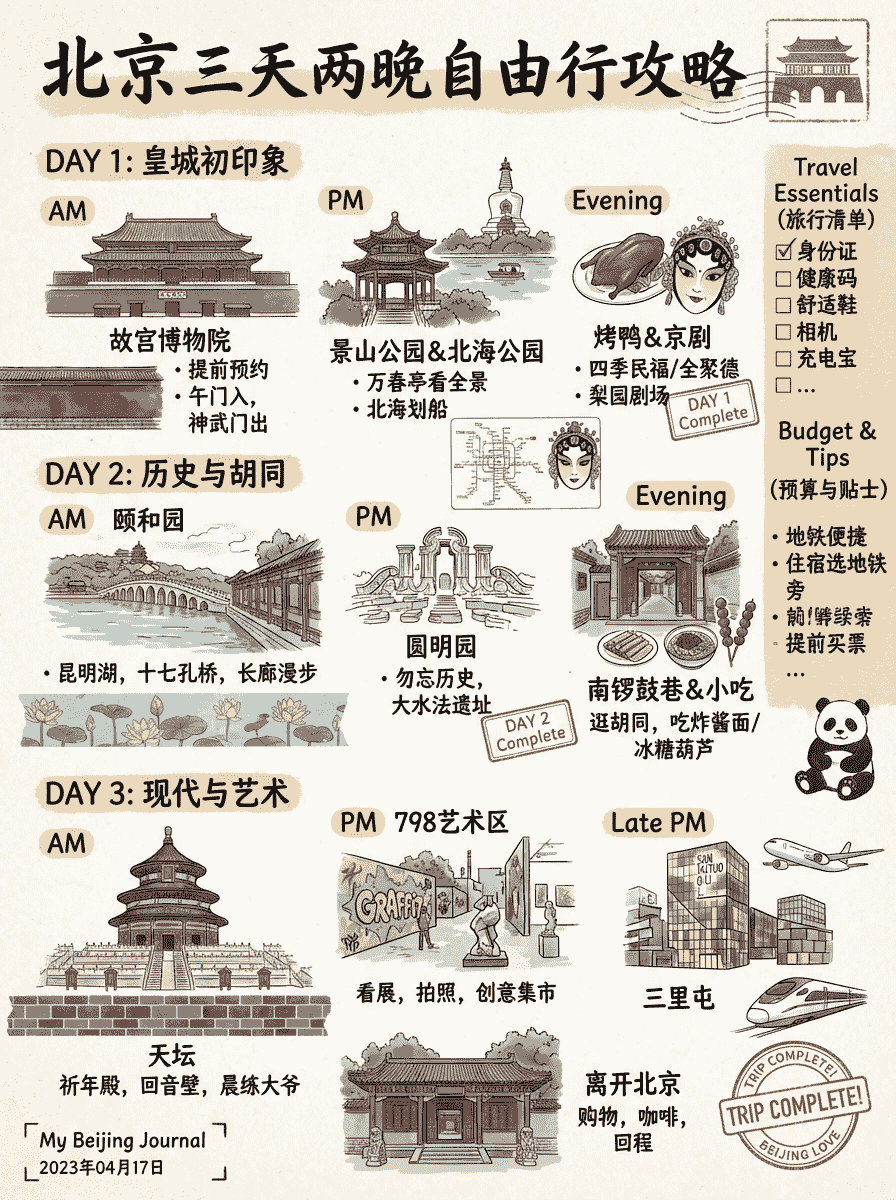 北京三天两晚自由行攻略
DAY 1: 皇城初印象
AM
故宫博物院
• 提前预约
• 午门入，
神武门出
PM
景山公园&北海公园
• 万春亭看全景
• 北海划船
Evening
烤鸭&京剧
• 四季民福/全聚德
• 梨园剧场
DAY 1
Complete
Travel
Essentials
(旅行清单)
☑ 身份证
☐ 健康码
☐ 舒适鞋
☐ 相机
☐ 充电宝
☐ ...
Budget &
Tips
(预算与贴士)
• 地铁便捷
• 住宿选地铁
旁
• 提前买票
...
DAY 2: 历史与胡同
AM 颐和园
• 昆明湖，十七孔桥，长廊漫步
PM
圆明园
• 勿忘历史，
大水法遗址
Evening
南锣鼓巷&小吃
逛胡同，吃炸酱面/
冰糖葫芦
DAY 2
Complete
DAY 3: 现代与艺术
AM
天坛
祈年殿，回音壁，晨练大爷
PM 798艺术区
GRAFFITI
看展，拍照，创意集市
Late PM
三里屯
离开北京
购物，咖啡，
回程
TRIP COMPLETE!
TRIP COMPLETE!
BEIJING LOVE
My Beijing Journal
2023年04月17日